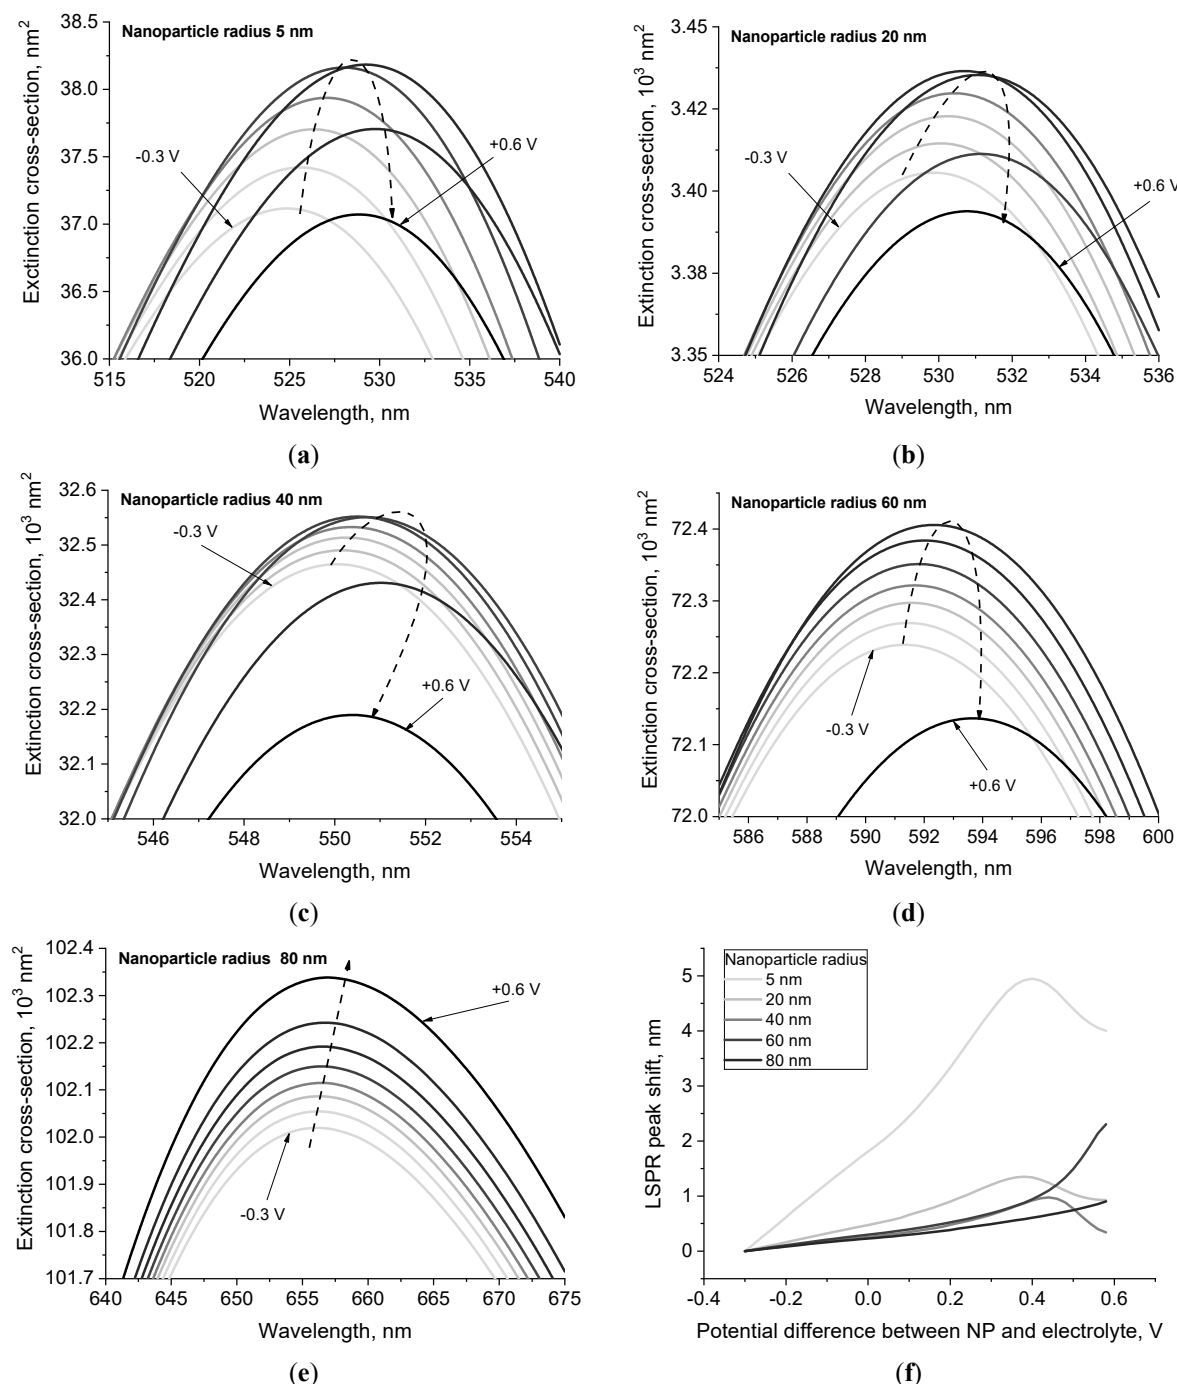 Nanoparticle radius 5 nm
Exctinction cross-section, nm²
38.5
38.0
37.5
37.0
36.5
36.0
-0.3 V
+0.6 V
515 520 525 530 535 540
Wavelength, nm
(a)
Nanoparticle radius 20 nm
Extinction cross-section, 10³ nm²
3.45
3.42
3.40
3.38
3.35
-0.3 V
+0.6 V
524 526 528 530 532 534 536
Wavelength, nm
(b)
Nanoparticle radius 40 nm
Extinction cross-section, 10³ nm²
32.6
32.5
32.4
32.3
32.2
32.1
32.0
-0.3 V
+0.6 V
546 548 550 552 554
Wavelength, nm
(c)
Nanoparticle radius 60 nm
Extinction cross-section, 10³ nm²
72.4
72.3
72.2
72.1
72.0
-0.3 V
+0.6 V
586 588 590 592 594 596 598 600
Wavelength, nm
(d)
Nanoparticle radius 80 nm
Extinction cross-section, 10³ nm²
102.4
102.3
102.2
102.1
102.0
101.9
101.8
101.7
+0.6 V
-0.3 V
640 645 650 655 660 665 670 675
Wavelength, nm
(e)
LSPR peak shift, nm
5
4
3
2
1
0
Nanoparticle radius
5 nm
20 nm
40 nm
60 nm
80 nm
-0.4 -0.2 0.0 0.2 0.4 0.6
Potential difference between NP and electrolyte, V
(f)